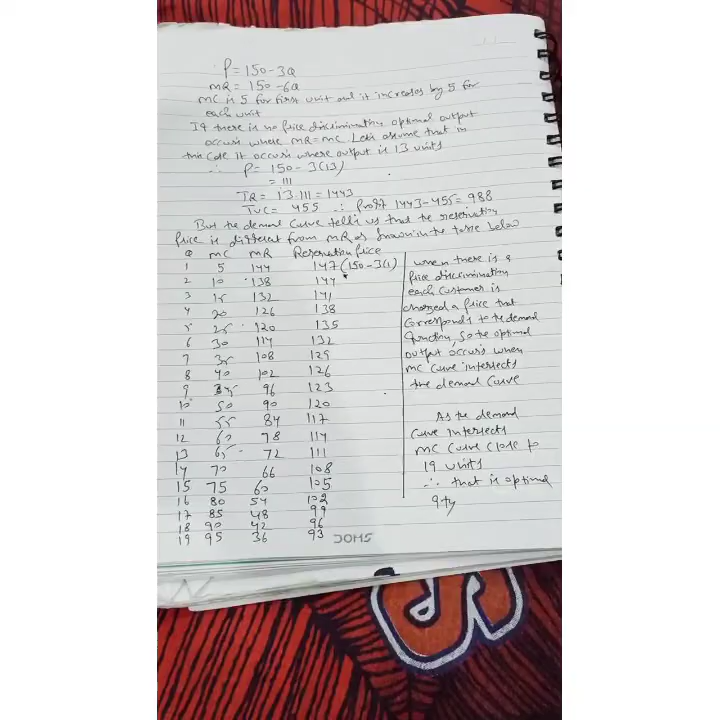 P = 150-3Q
MR = 150-6Q
MC is 5 for first unit and it increases by 5 for
each unit
If there is no price discrimination optimal output
occurs where MR=MC. Let's assume that in
this case it occurs where output is 13 units
∴ P = 150-3(13)
= 111
TR = 13.111 = 1443
TVC = 455 ∴ Profit 1443-455 = 988
But the demand curve tells us that the reservation
price is different from MR as shown in the table below
Q MC MR Reservation price
1 5 144 147 (150-3(1)
2 10 138 144
3 15 132 141
4 20 126 138
5 25 120 135
6 30 114 132
7 35 108 129
8 40 102 126
9 45 96 123
10 50 90 120
11 55 84 117
12 60 78 114
13 65 72 111
14 70 66 108
15 75 60 105
16 80 54 102
17 85 48 99
18 90 42 96
19 95 36 93
when there is a
price discrimination
each customer is
charged a price that
corresponds to the demand
function, so the optimal
output occurs when
MC curve intersects
the demand curve
As the demand
curve intersects
MC curve close to
19 units
∴ that is optimal
qty